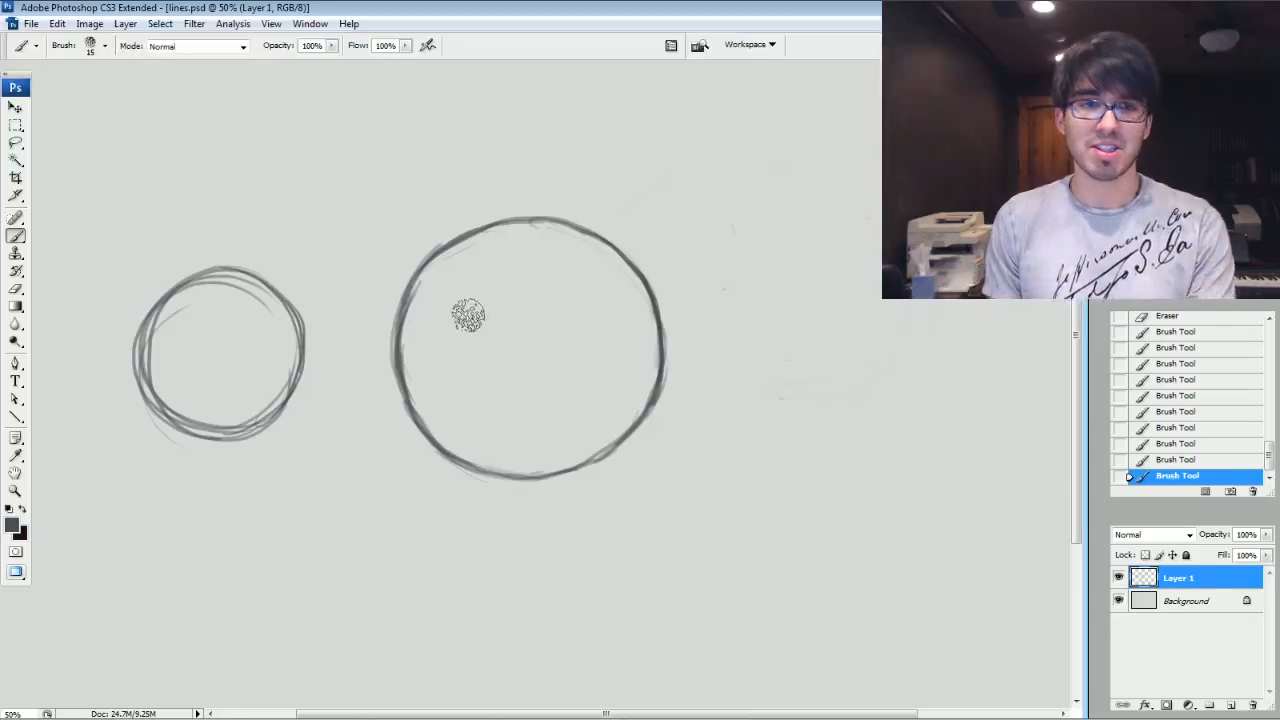 Adobe Photoshop CS3 Extended - [lines.psd @ 50% (Layer 1, RGB/8)]
File Edit Image Layer Select Filter Analysis View Window Help
Brush: 15 Mode: Normal Opacity: 100% Flow: 100% Workspace
Ps
Eraser
Brush Tool
Brush Tool
Brush Tool
Brush Tool
Brush Tool
Brush Tool
Brush Tool
Brush Tool
Brush Tool
Brush Tool
Normal Opacity: 100%
Lock: Fill: 100%
Layer 1
Background
50% Doc: 24.7M/9.25M